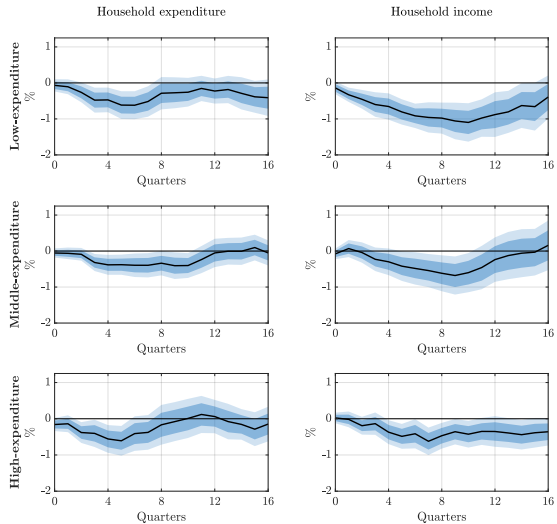 Household expenditure
Household income
Low-expenditure
%
1
0
-1
-2
0 4 8 12 16
Quarters
%
1
0
-1
-2
0 4 8 12 16
Quarters
Middle-expenditure
%
1
0
-1
-2
0 4 8 12 16
Quarters
%
1
0
-1
-2
0 4 8 12 16
Quarters
High-expenditure
%
1
0
-1
-2
0 4 8 12 16
Quarters
%
1
0
-1
-2
0 4 8 12 16
Quarters